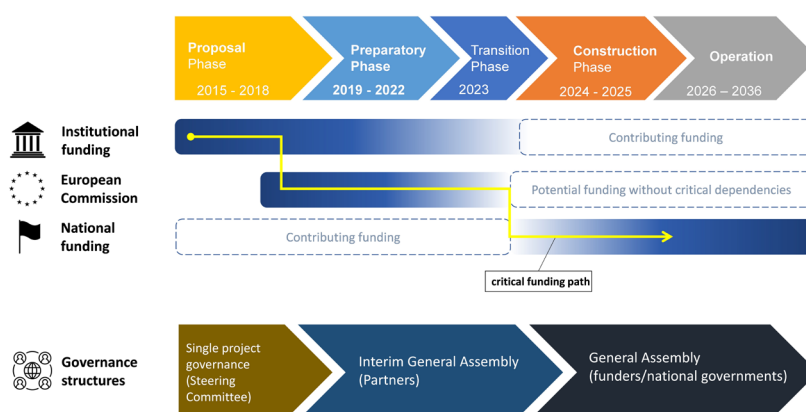 Proposal
Phase
2015 - 2018
Preparatory
Phase
2019 - 2022
Transition
Phase
2023
Construction
Phase
2024 - 2025
Operation
2026 – 2036
Institutional
funding
Contributing funding
European
Commission
Potential funding without critical dependencies
National
funding
Contributing funding
critical funding path
Governance
structures
Single project
governance
(Steering
Committee)
Interim General Assembly
(Partners)
General Assembly
(funders/national governments)